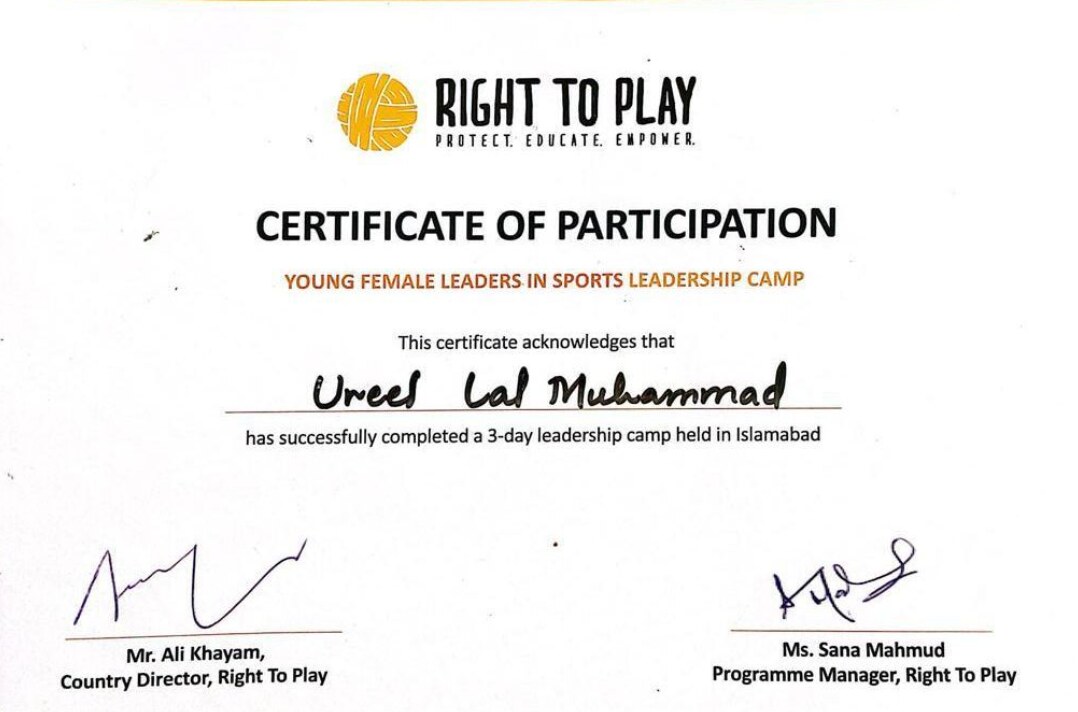 RIGHT TO PLAY
PROTECT. EDUCATE. EMPOWER.
CERTIFICATE OF PARTICIPATION
YOUNG FEMALE LEADERS IN SPORTS LEADERSHIP CAMP
This certificate acknowledges that
Lal Muhammad
has successfully completed a 3-day leadership camp held in Islamabad
Mr. Ali Khayam,
Country Director, Right To Play
Ms. Sana Mahmud
Programme Manager, Right To Play